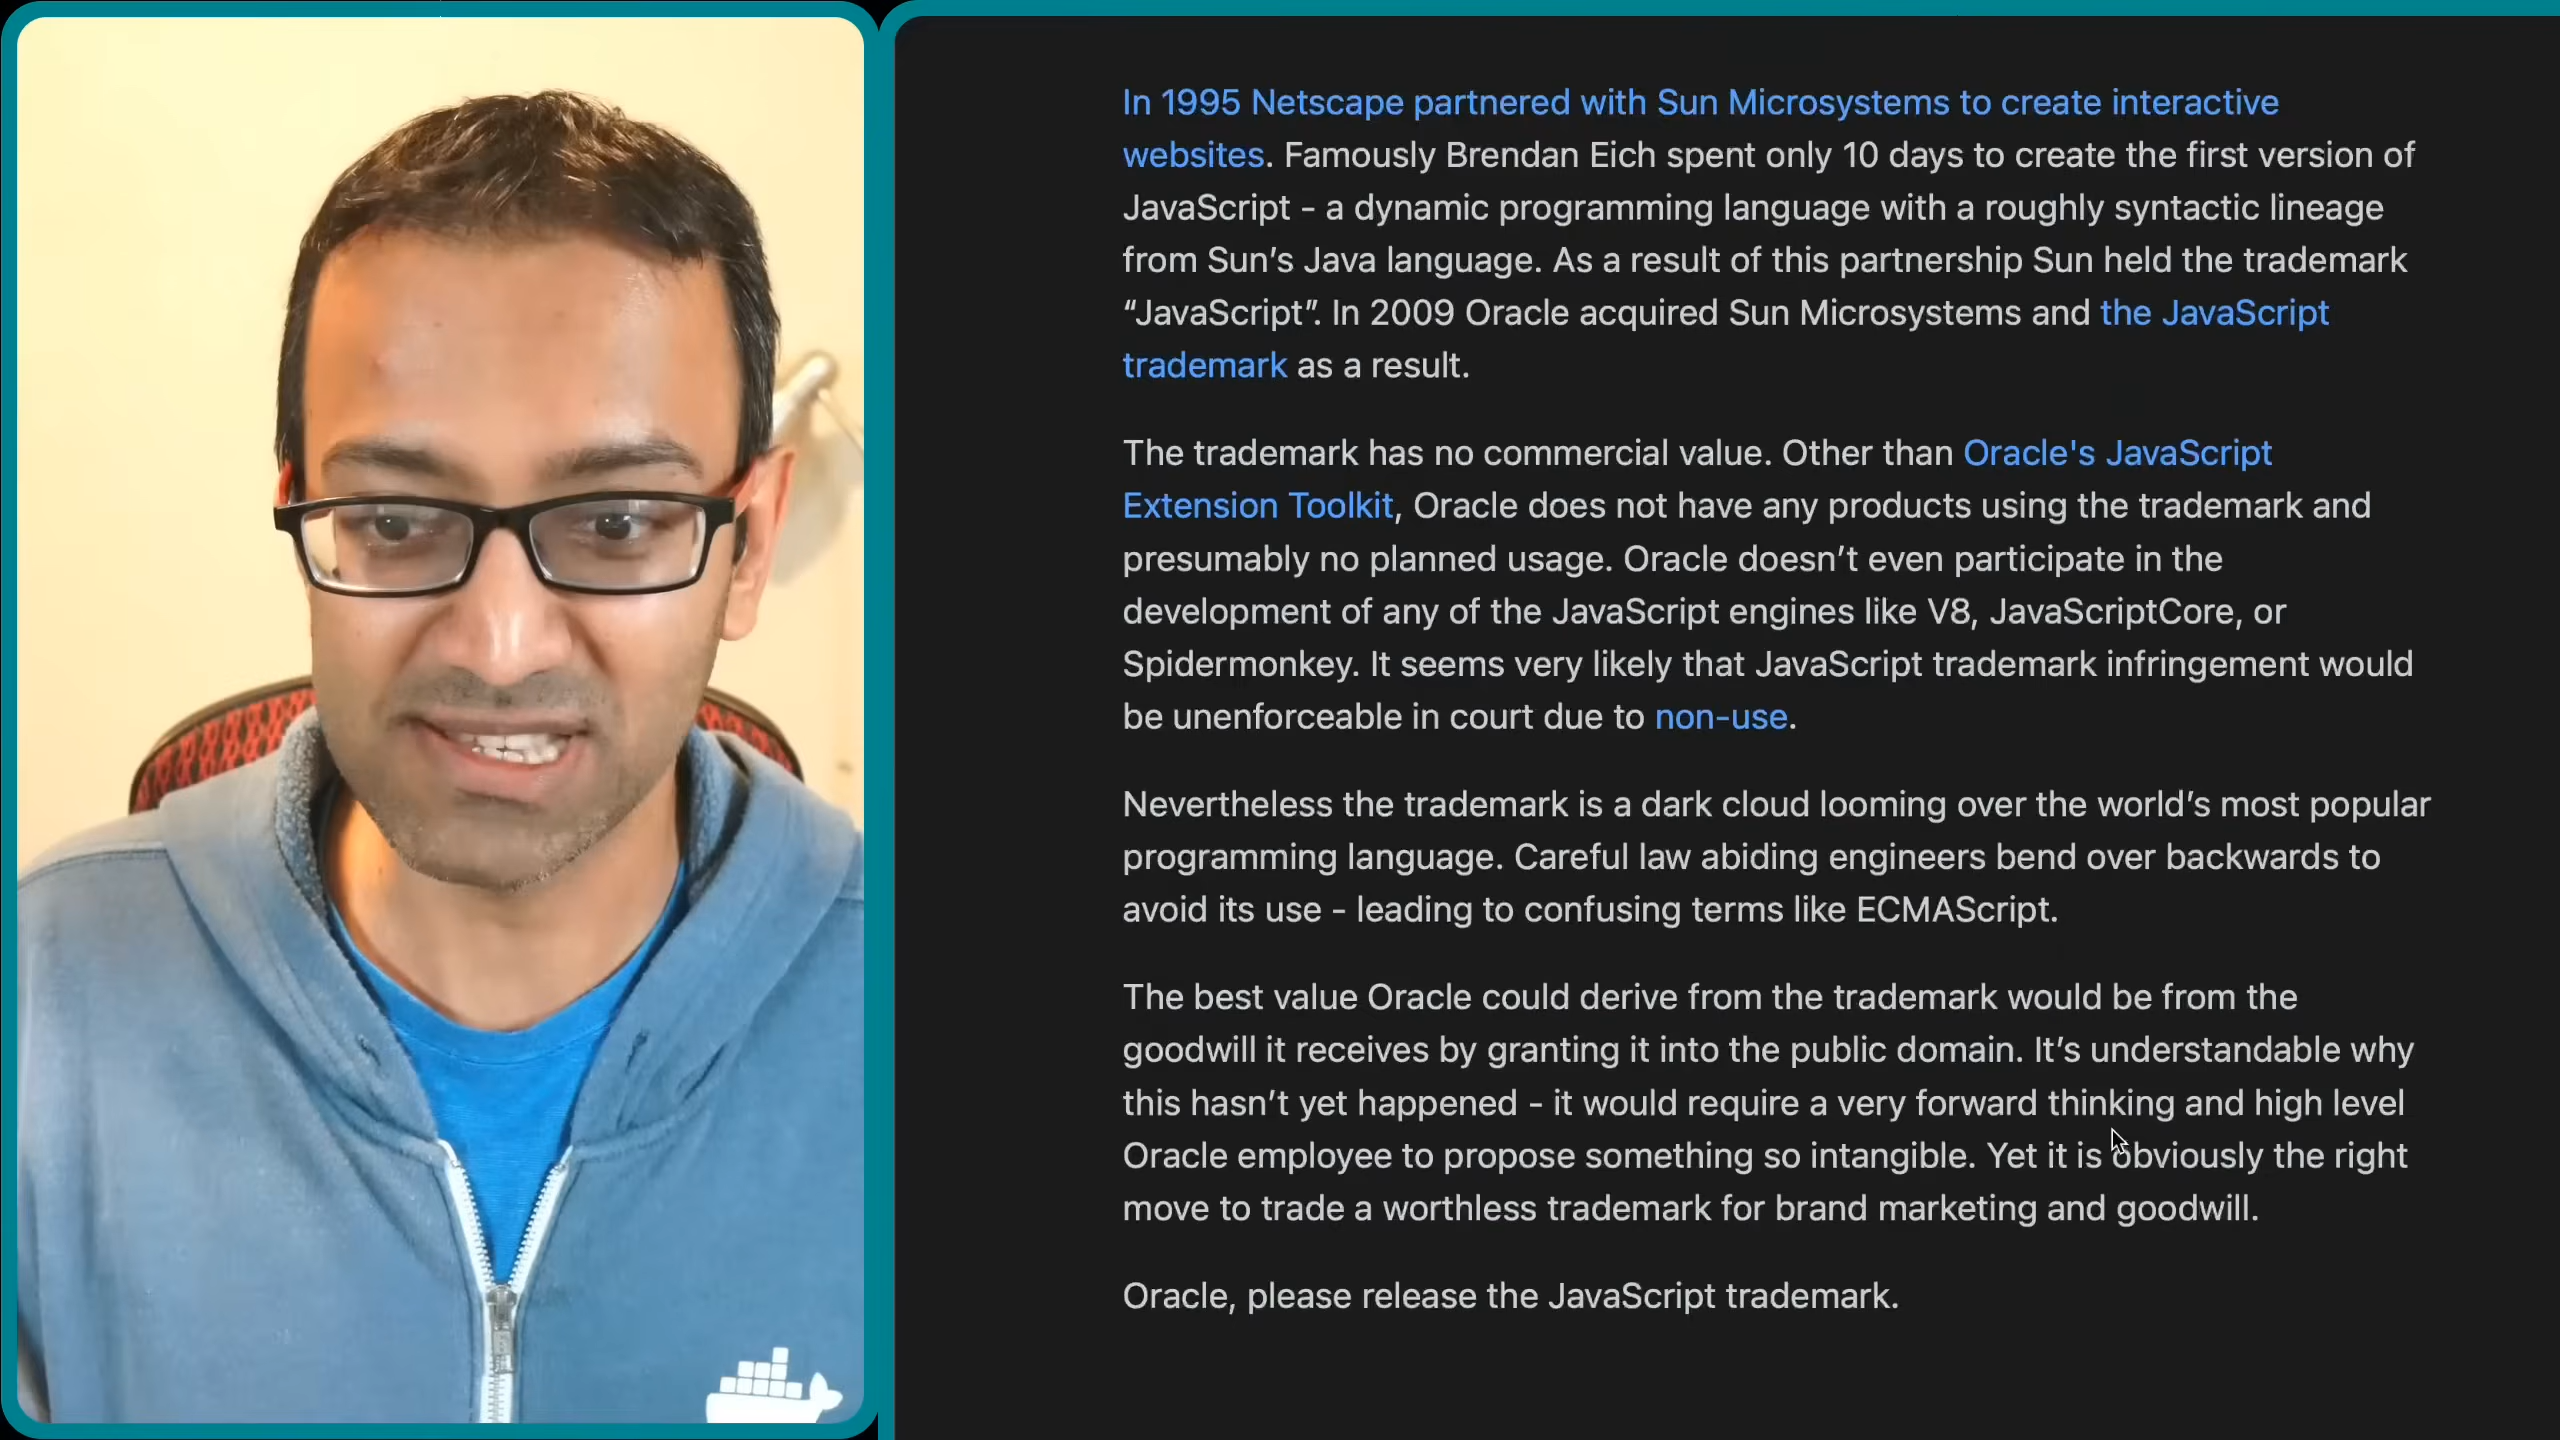 In 1995 Netscape partnered with Sun Microsystems to create interactive
websites. Famously Brendan Eich spent only 10 days to create the first version of
JavaScript - a dynamic programming language with a roughly syntactic lineage
from Sun’s Java language. As a result of this partnership Sun held the trademark
“JavaScript”. In 2009 Oracle acquired Sun Microsystems and the JavaScript
trademark as a result.
The trademark has no commercial value. Other than Oracle's JavaScript
Extension Toolkit, Oracle does not have any products using the trademark and
presumably no planned usage. Oracle doesn’t even participate in the
development of any of the JavaScript engines like V8, JavaScriptCore, or
Spidermonkey. It seems very likely that JavaScript trademark infringement would
be unenforceable in court due to non-use.
Nevertheless the trademark is a dark cloud looming over the world’s most popular
programming language. Careful law abiding engineers bend over backwards to
avoid its use - leading to confusing terms like ECMAScript.
The best value Oracle could derive from the trademark would be from the
goodwill it receives by granting it into the public domain. It’s understandable why
this hasn’t yet happened - it would require a very forward thinking and high level
Oracle employee to propose something so intangible. Yet it is obviously the right
move to trade a worthless trademark for brand marketing and goodwill.
Oracle, please release the JavaScript trademark.